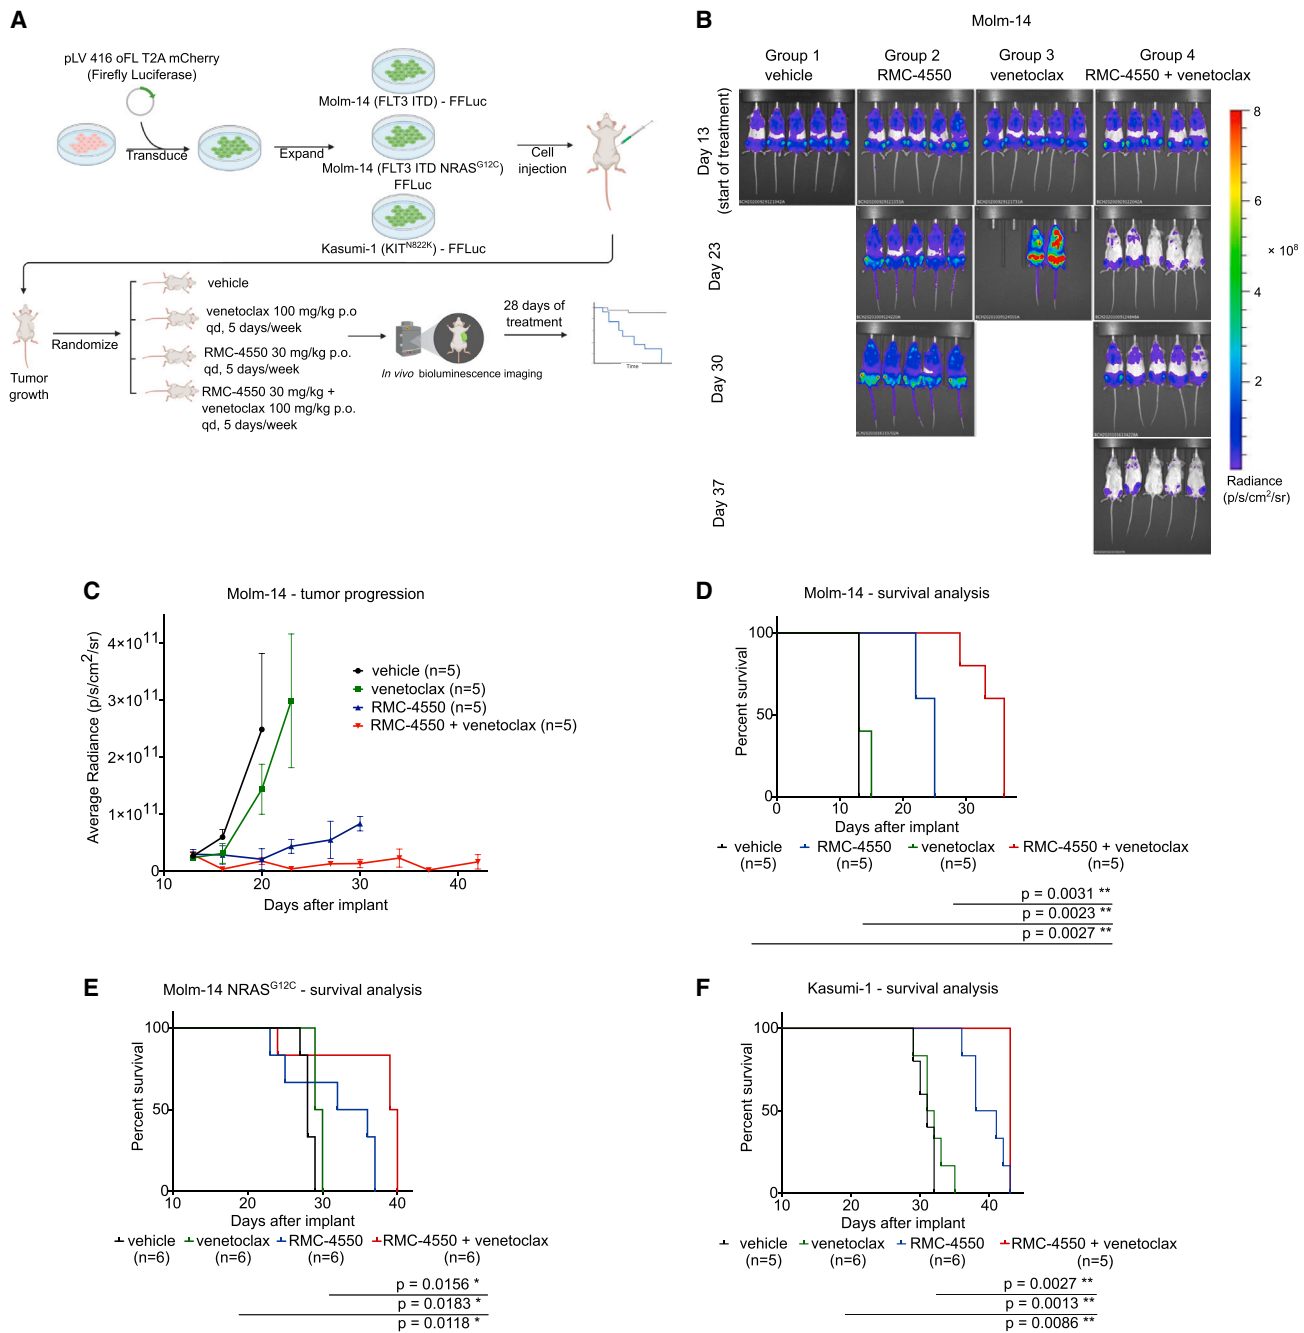 A
pLV 416 oFL T2A mCherry
(Firefly Luciferase)
Transduce
Expand
Molm-14 (FLT3 ITD) - FFLuc
Molm-14 (FLT3 ITD NRASG12C)
FFLuc
Kasumi-1 (KITN822K) - FFLuc
Cell
injection
Tumor
growth
Randomize
vehicle
venetoclax 100 mg/kg p.o
qd, 5 days/week
RMC-4550 30 mg/kg p.o.
qd, 5 days/week
RMC-4550 30 mg/kg +
venetoclax 100 mg/kg p.o.
qd, 5 days/week
In vivo bioluminescence imaging
28 days of
treatment
Time
B
Molm-14
Group 1
vehicle
Group 2
RMC-4550
Group 3
venetoclax
Group 4
RMC-4550 + venetoclax
Day 13
(start of treatment)
Day 23
Day 30
Day 37
8
6
× 10⁸
4
2
Radiance
(p/s/cm²/sr)
C
Molm-14 - tumor progression
Average Radiance (p/s/cm²/sr)
4×10¹¹
3×10¹¹
2×10¹¹
1×10¹¹
0
10
20
30
40
Days after implant
vehicle (n=5)
venetoclax (n=5)
RMC-4550 (n=5)
RMC-4550 + venetoclax (n=5)
D
Molm-14 - survival analysis
Percent survival
100
50
0
0
10
20
30
Days after implant
vehicle
(n=5)
RMC-4550
(n=5)
venetoclax
(n=5)
RMC-4550 + venetoclax
(n=5)
p = 0.0031 **
p = 0.0023 **
p = 0.0027 **
E
Molm-14 NRASG12C - survival analysis
Percent survival
100
50
0
10
20
30
40
Days after implant
vehicle
(n=6)
venetoclax
(n=6)
RMC-4550
(n=6)
RMC-4550 + venetoclax
(n=6)
p = 0.0156 *
p = 0.0183 *
p = 0.0118 *
F
Kasumi-1 - survival analysis
Percent survival
100
50
0
10
20
30
40
Days after implant
vehicle
(n=5)
venetoclax
(n=6)
RMC-4550
(n=6)
RMC-4550 + venetoclax
(n=5)
p = 0.0027 **
p = 0.0013 **
p = 0.0086 **